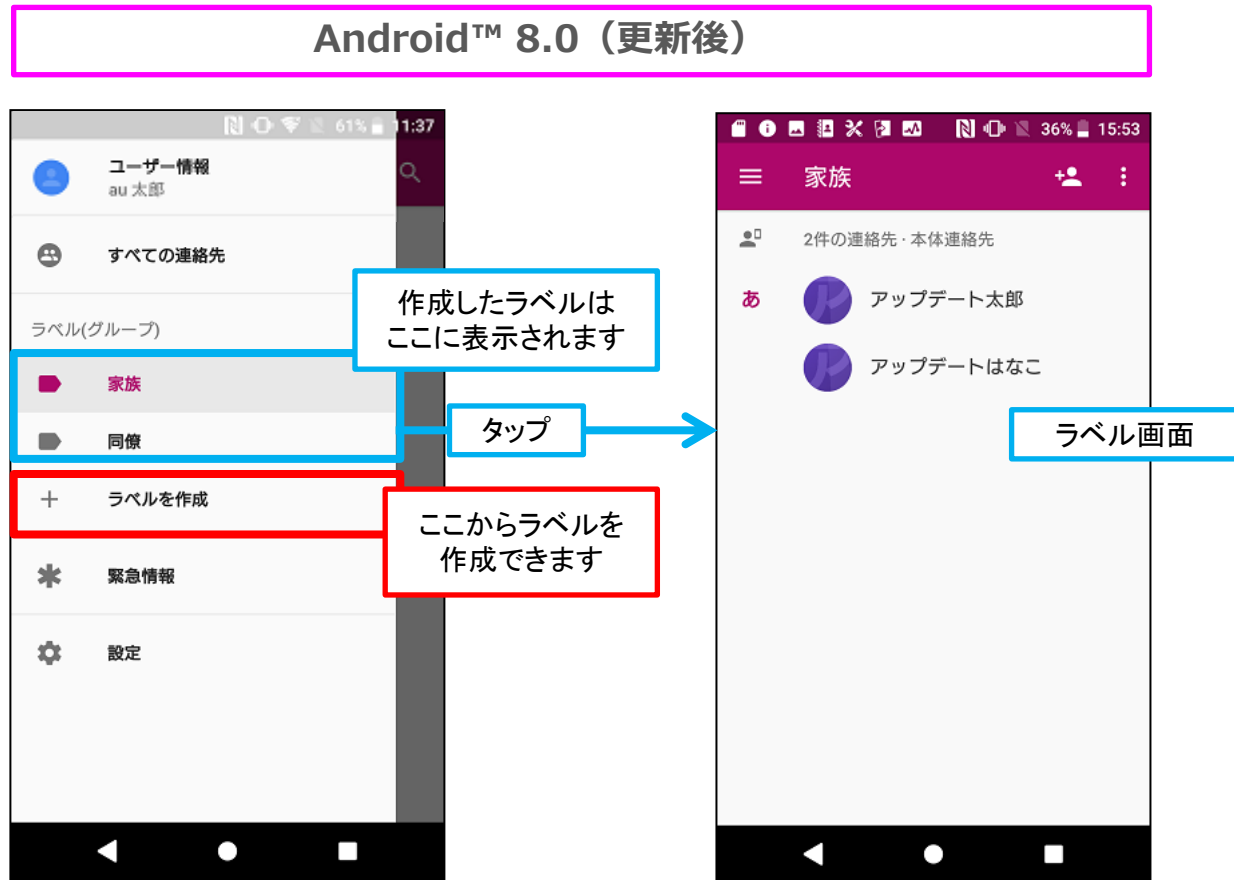 Android™ 8.0（更新後）
61% 11:37
ユーザー情報
au 太郎
すべての連絡先
ラベル(グループ)
家族
同僚
ラベルを作成
緊急情報
設定
作成したラベルは
ここに表示されます
タップ
ここからラベルを
作成できます
36% 15:53
家族
2件の連絡先・本体連絡先
あ アップデート太郎
アップデートはなこ
ラベル画面